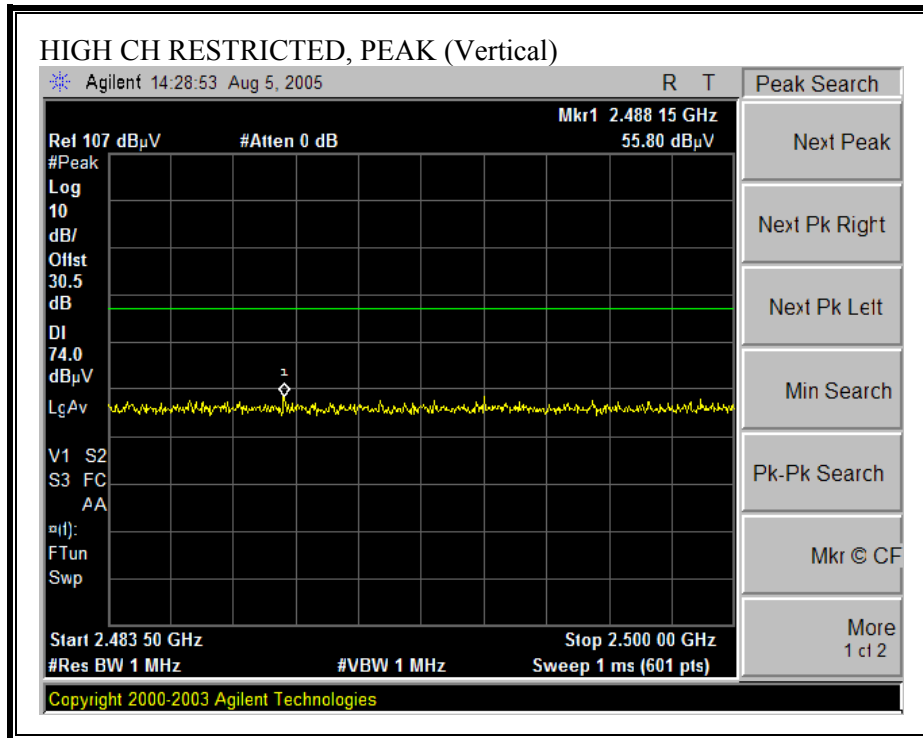 HIGH CH RESTRICTED, PEAK (Vertical)
Agilent 14:28:53 Aug 5, 2005
R T
Peak Search
Mkr1 2.488 15 GHz
Ref 107 dBµV
#Atten 0 dB
55.80 dBµV
#Peak
Log
10
dB/
Offst
30.5
dB
DI
74.0
dBµV
LgAv
1
V1 S2
S3 FC
AA
¤(f):
FTun
Swp
Start 2.483 50 GHz
Stop 2.500 00 GHz
#Res BW 1 MHz
#VBW 1 MHz
Sweep 1 ms (601 pts)
Copyright 2000-2003 Agilent Technologies
Next Peak
Next Pk Right
Next Pk Left
Min Search
Pk-Pk Search
Mkr © CF
More
1 of 2